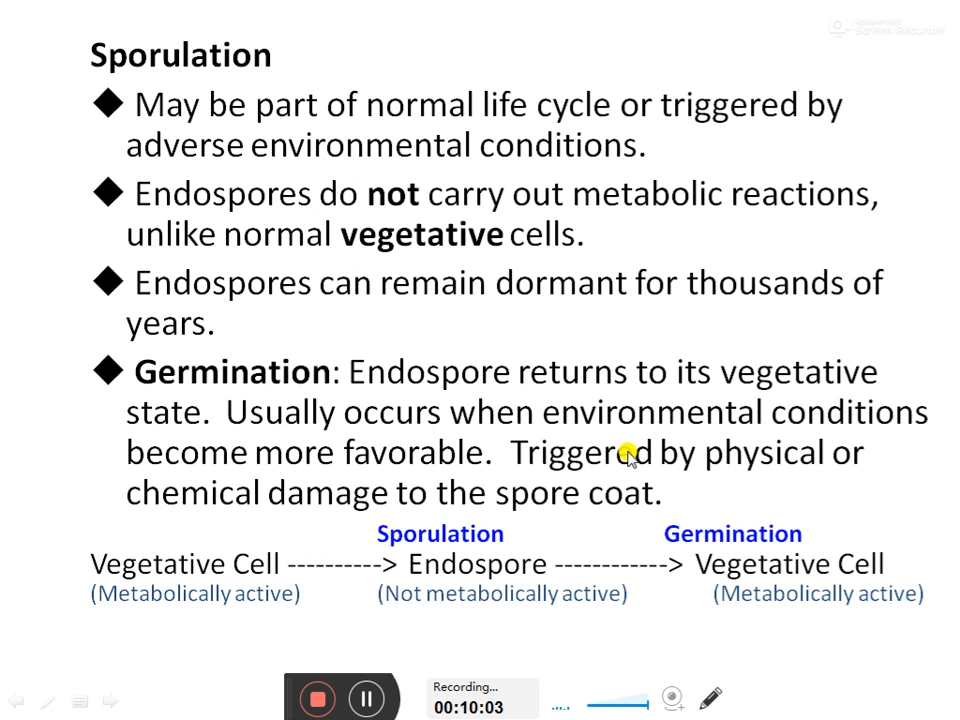 Screen Recorder
Sporulation
◆ May be part of normal life cycle or triggered by
adverse environmental conditions.
◆ Endospores do not carry out metabolic reactions,
unlike normal vegetative cells.
◆ Endospores can remain dormant for thousands of
years.
◆ Germination: Endospore returns to its vegetative
state. Usually occurs when environmental conditions
become more favorable. Triggered by physical or
chemical damage to the spore coat.
Sporulation Germination
Vegetative Cell ----------> Endospore ------------> Vegetative Cell
(Metabolically active) (Not metabolically active) (Metabolically active)
Recording...
00:10:03